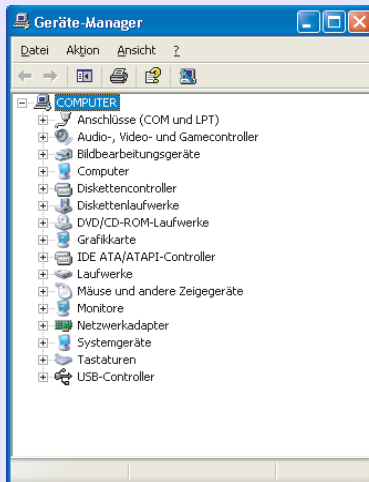 Geräte-Manager
Datei Aktion Ansicht ?
COMPUTER
Anschlüsse (COM und LPT)
Audio-, Video- und Gamecontroller
Bildbearbeitungsgeräte
Computer
Diskettencontroller
Diskettenlaufwerke
DVD/CD-ROM-Laufwerke
Grafikkarte
IDE ATA/ATAPI-Controller
Laufwerke
Mäuse und andere Zeigegeräte
Monitore
Netzwerkadapter
Systemgeräte
Tastaturen
USB-Controller